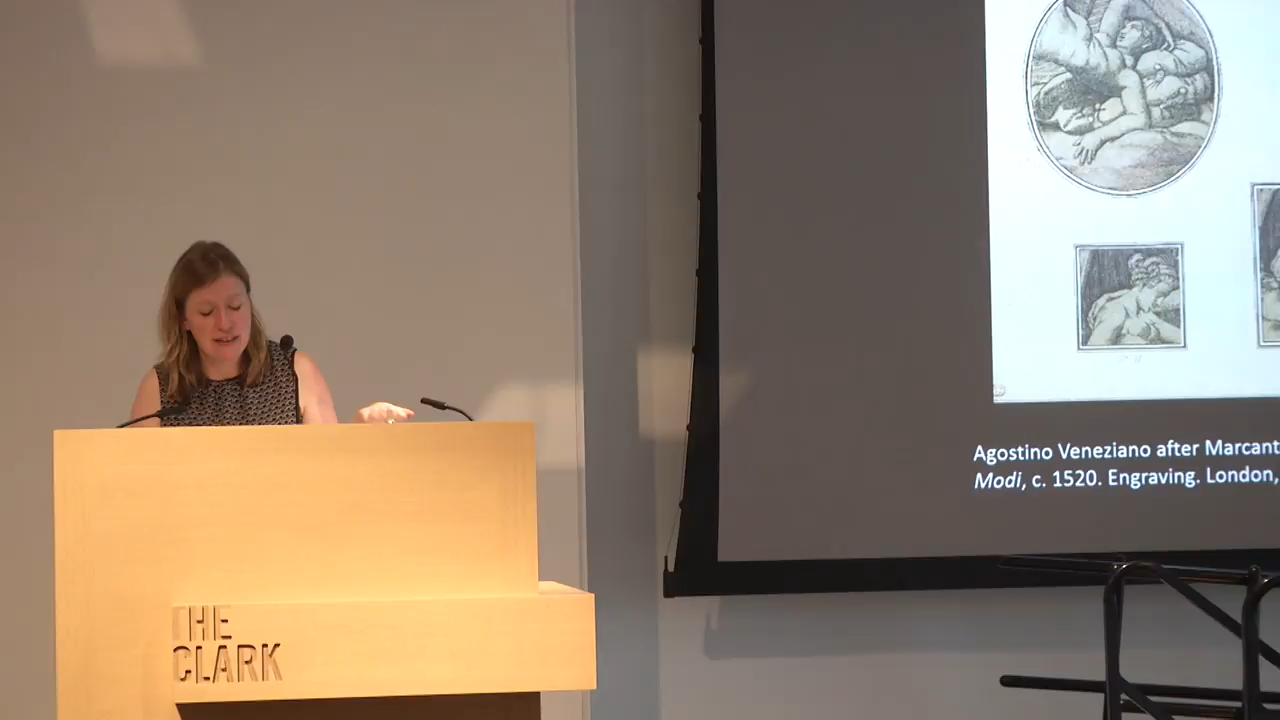 Agostino Veneziano after Marcant
Modi, c. 1520. Engraving. London,
THE
CLARK